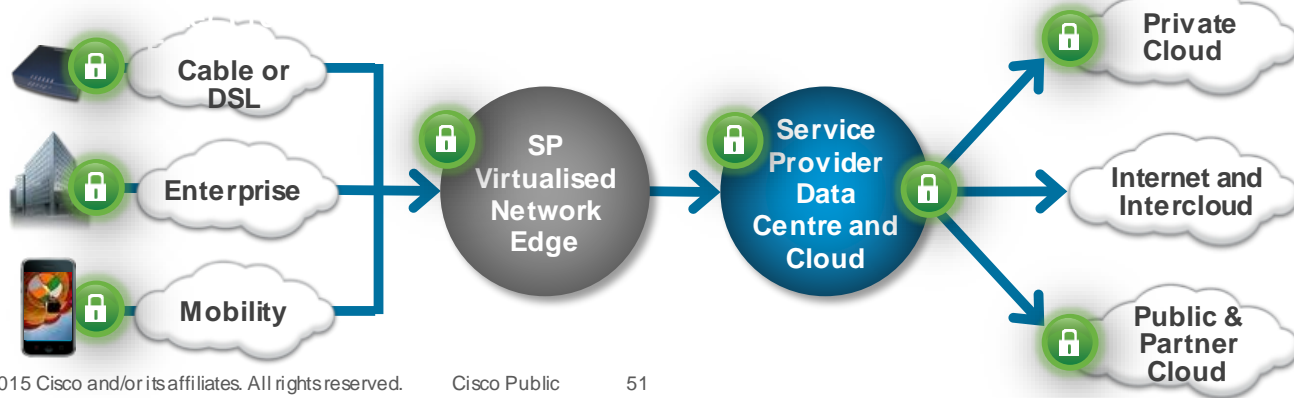 Cable or
DSL
Enterprise
Mobility
SP
Virtualised
Network
Edge
Service
Provider
Data
Centre and
Cloud
Private
Cloud
Internet and
Intercloud
Public &
Partner
Cloud
015 Cisco and/or its affiliates. All rights reserved. Cisco Public 51